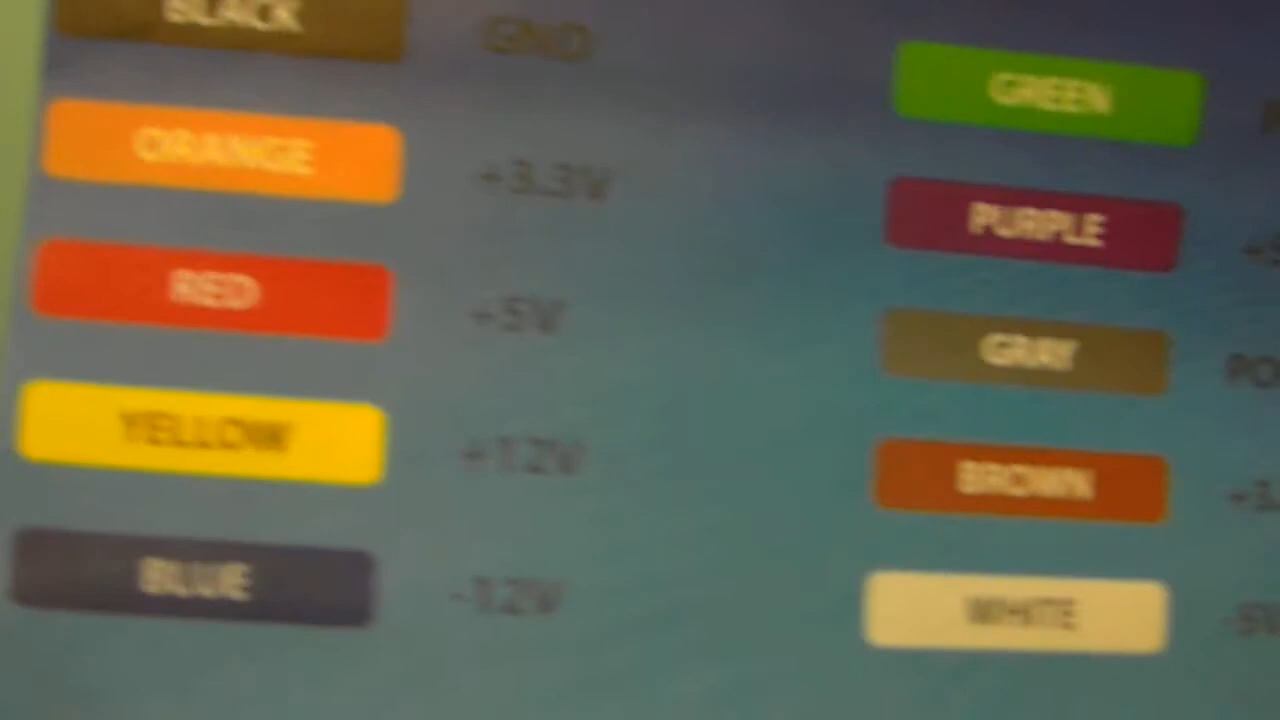 BLACK GND
ORANGE +3.3V
RED +5V
YELLOW +12V
BLUE -12V
GREEN
PURPLE
GRAY
BROWN
WHITE